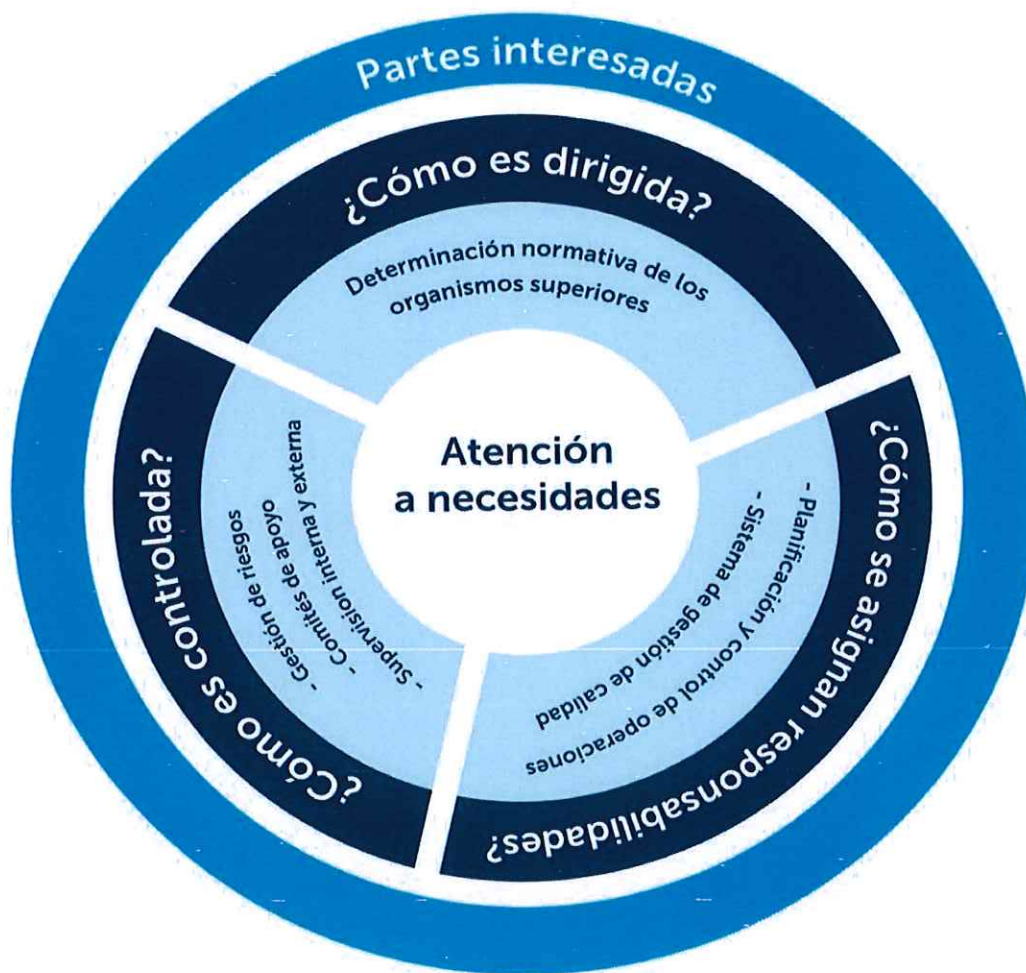 Partes interesadas
¿Cómo es dirigida?
Determinación normativa de los
organismos superiores
Atención
a necesidades
¿Cómo se asignan responsabilidades?
- Planificación y control de operaciones
- Sistema de gestión de calidad
¿Cómo es controlada?
- Gestión de riesgos
- Comités de apoyo
- Supervision interna y externa